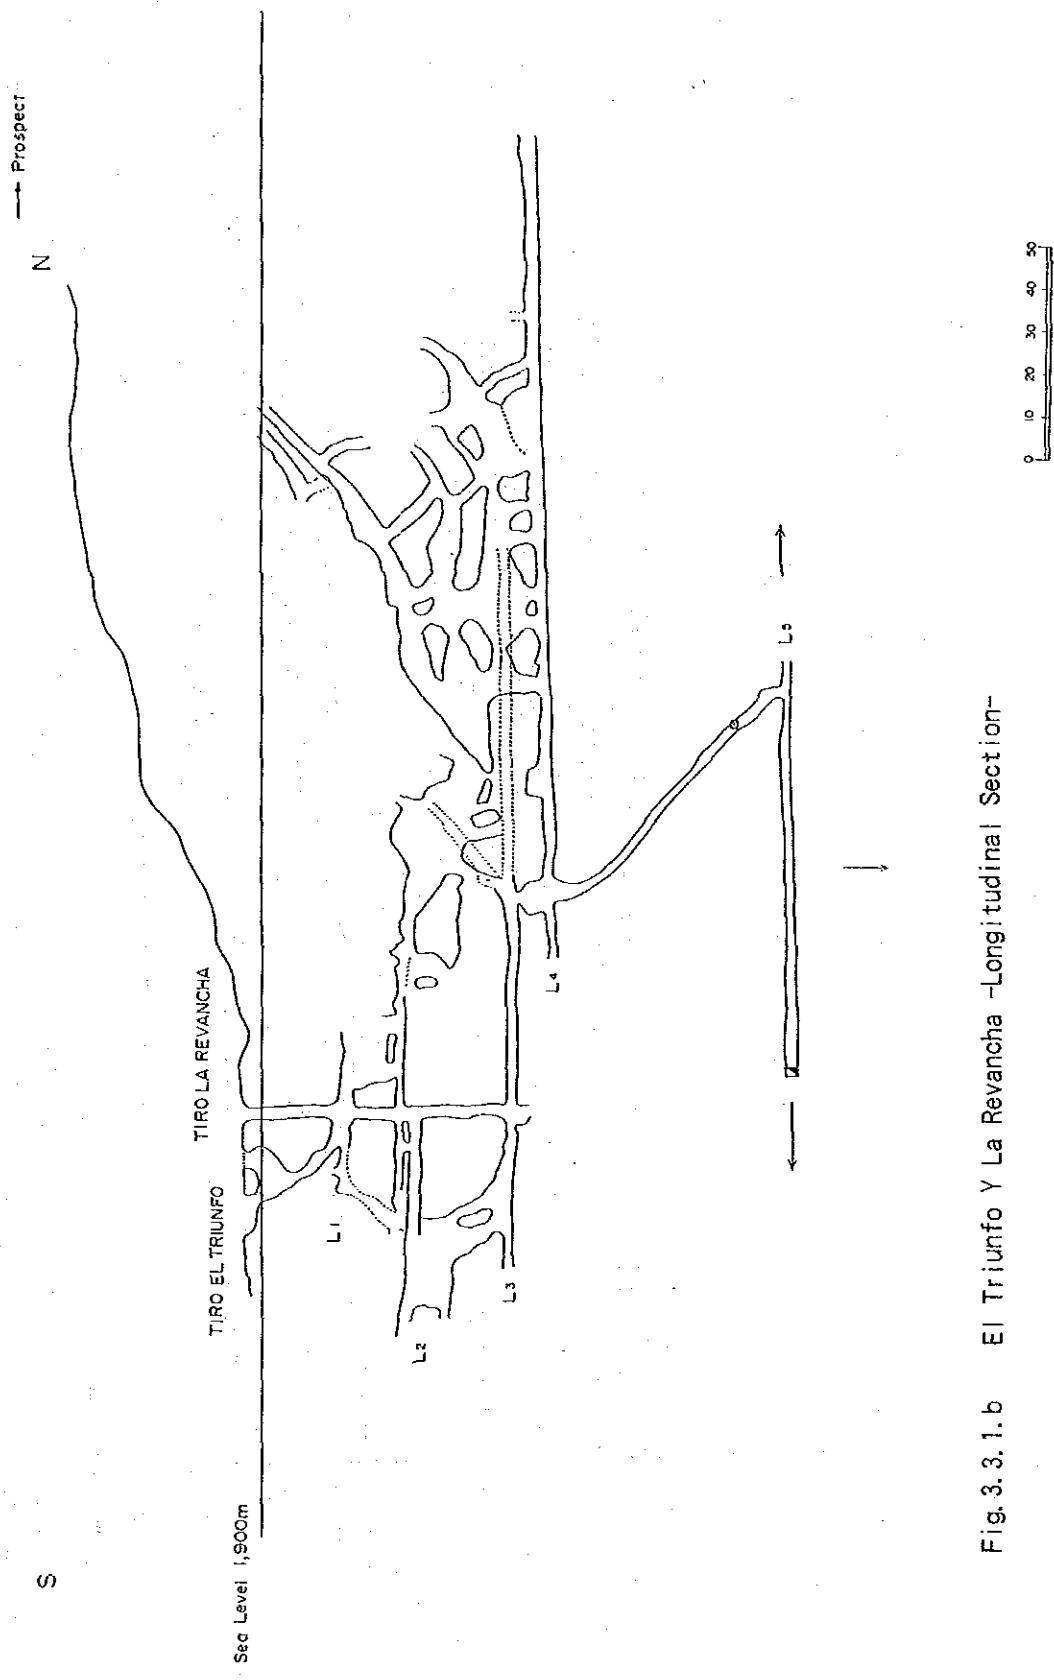 → Prospect
S
N
Sea Level 1,900m
TIRO EL TRIUNFO
TIRO LA REVANCHA
L1
L2
L3
L4
L5
0 10 20 30 40 50
Fig.3.3.1.b El Triunfo Y La Revancha -Longitudinal Section-